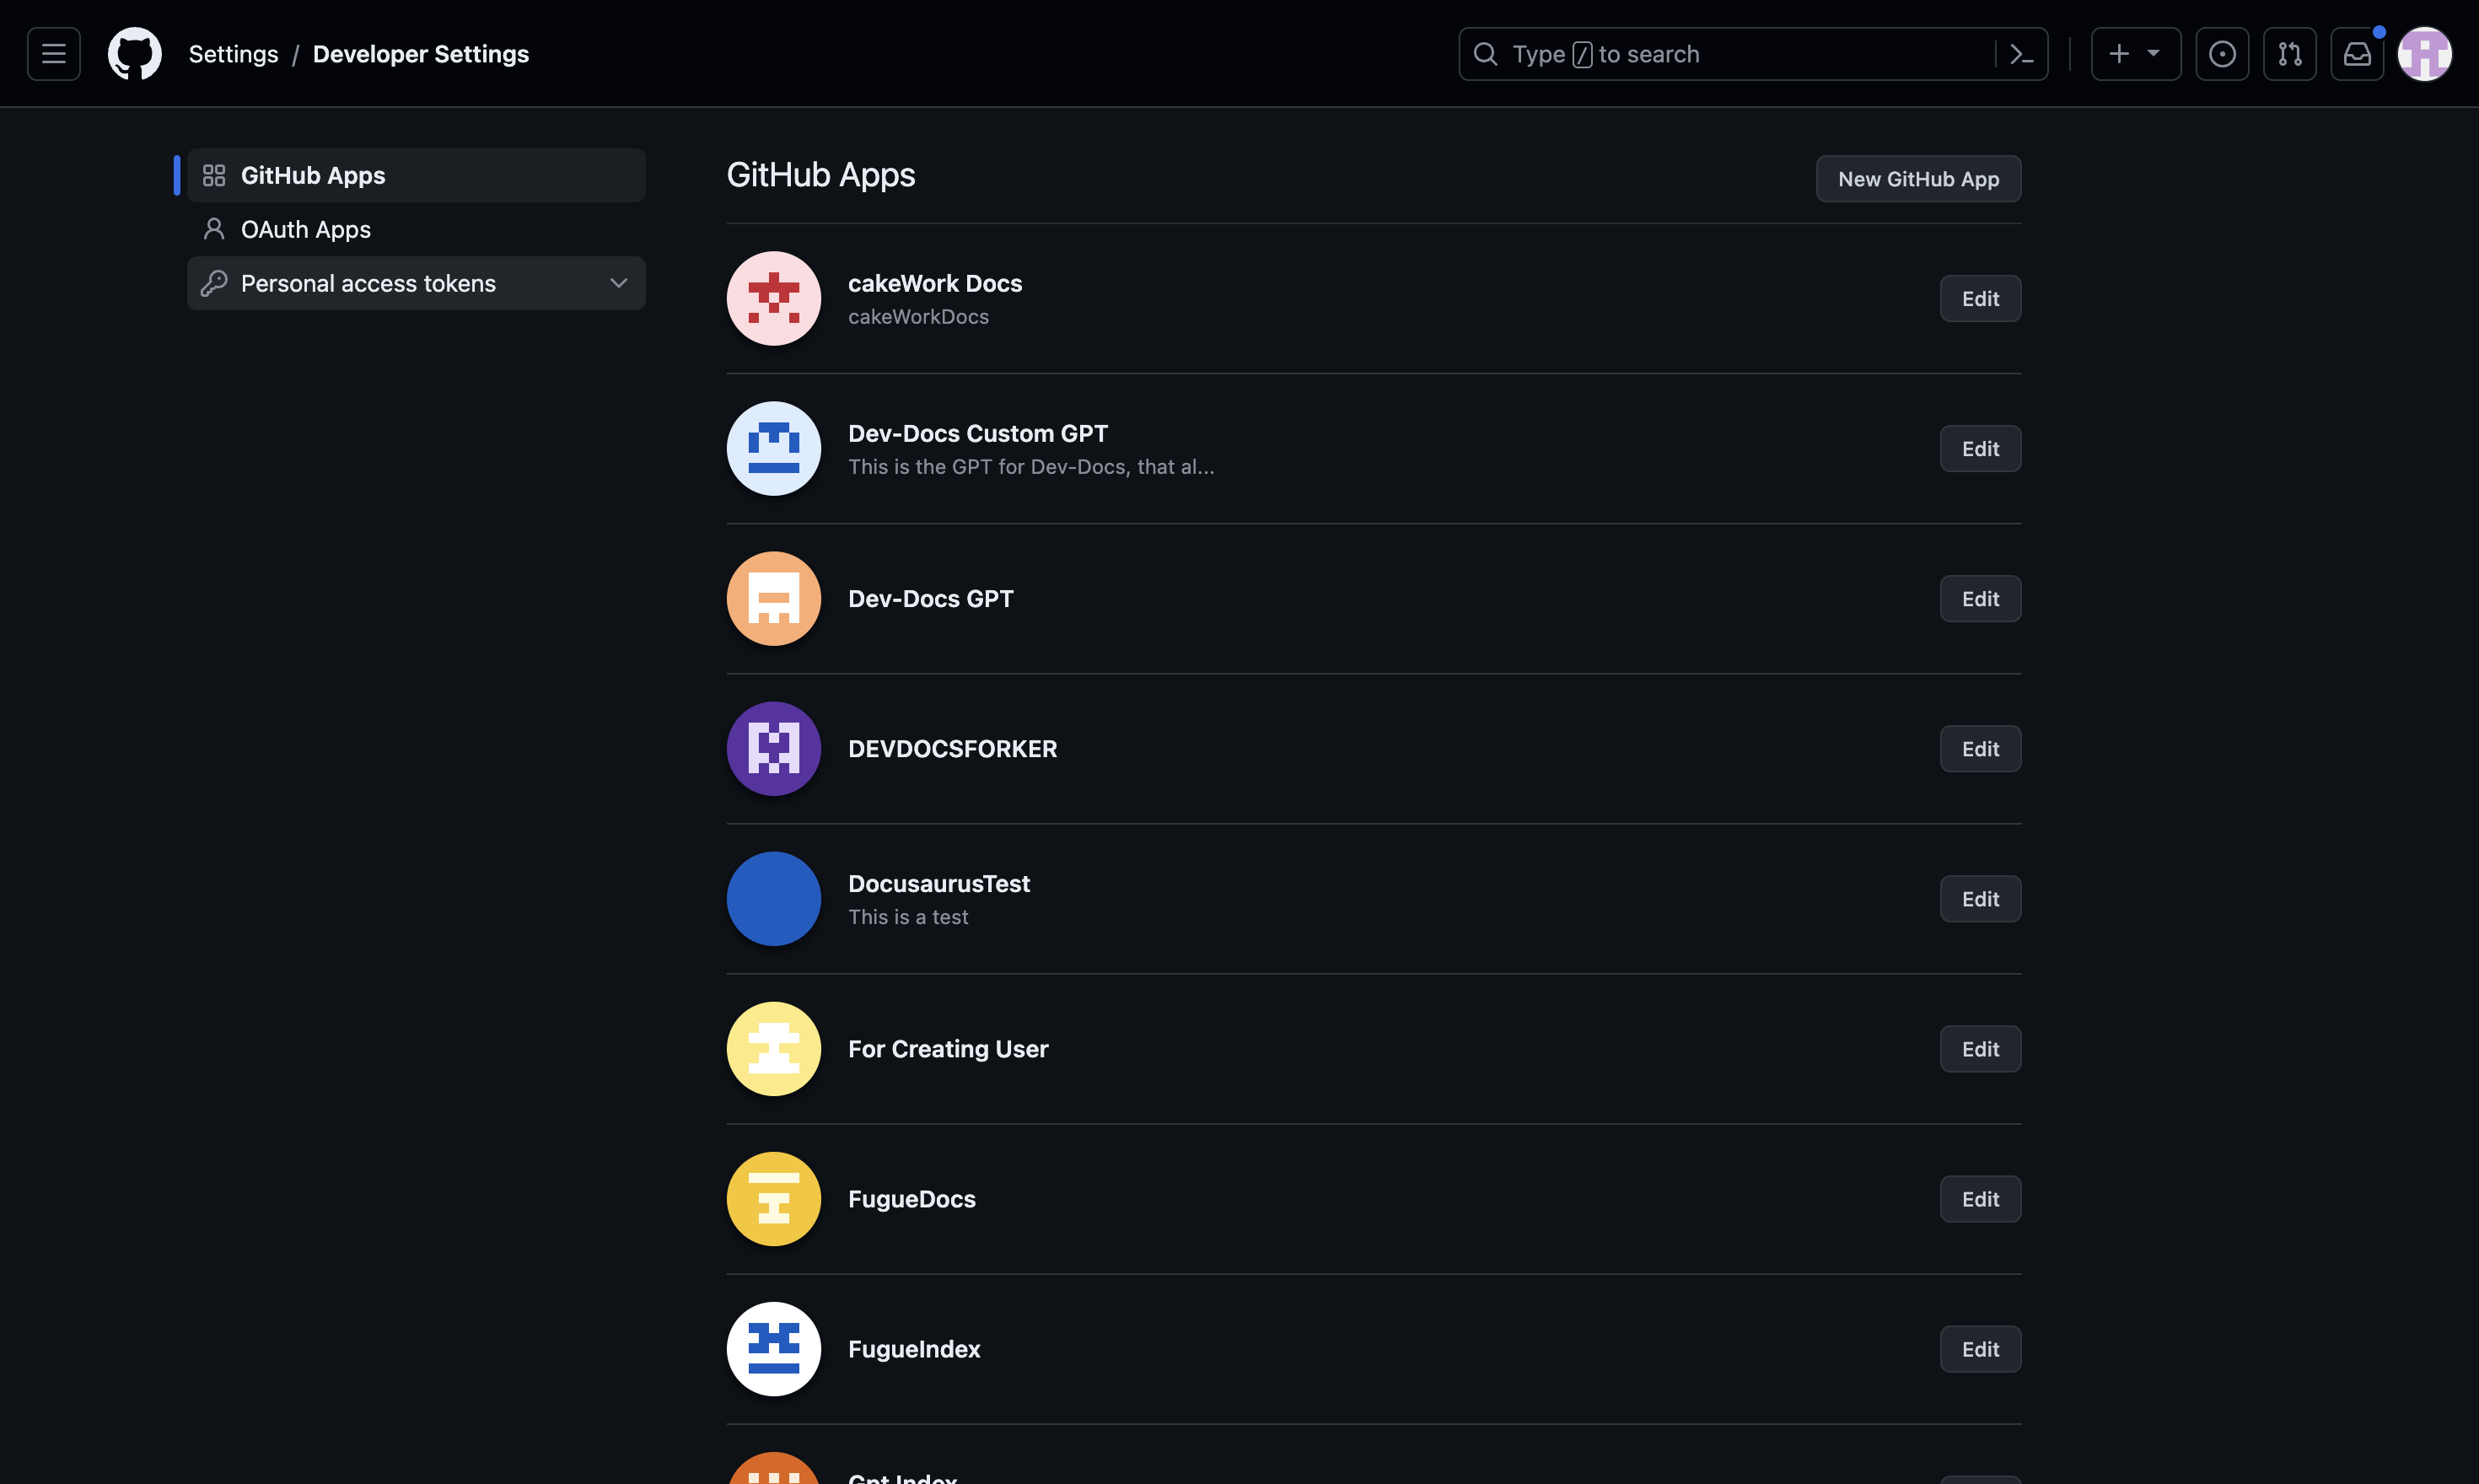 Settings / Developer Settings
Type / to search
GitHub Apps
OAuth Apps
Personal access tokens
GitHub Apps
New GitHub App
cakeWork Docs
cakeWorkDocs
Edit
Dev-Docs Custom GPT
This is the GPT for Dev-Docs, that al...
Edit
Dev-Docs GPT
Edit
DEVDOCSFORKER
Edit
DocusaurusTest
This is a test
Edit
For Creating User
Edit
FugueDocs
Edit
FugueIndex
Edit
Gpt Index